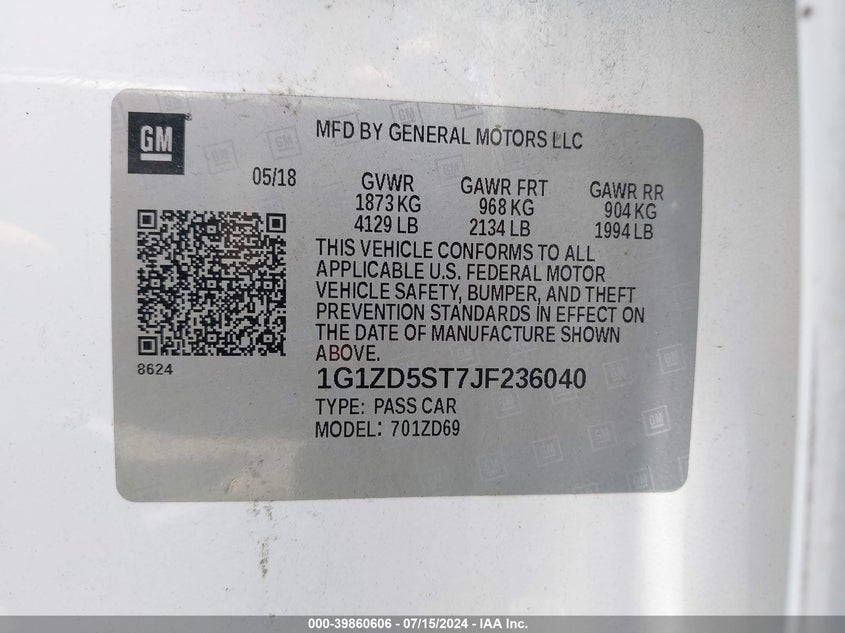 GM
MFD BY GENERAL MOTORS LLC
05/18
GVWR GAWR FRT GAWR RR
1873 KG 968 KG 904 KG
4129 LB 2134 LB 1994 LB
THIS VEHICLE CONFORMS TO ALL
APPLICABLE U.S. FEDERAL MOTOR
VEHICLE SAFETY, BUMPER, AND THEFT
PREVENTION STANDARDS IN EFFECT ON
THE DATE OF MANUFACTURE SHOWN
ABOVE.
8624
1G1ZD5ST7JF236040
TYPE: PASS CAR
MODEL: 701ZD69
000-39860606 - 07/15/2024 - IAA Inc.